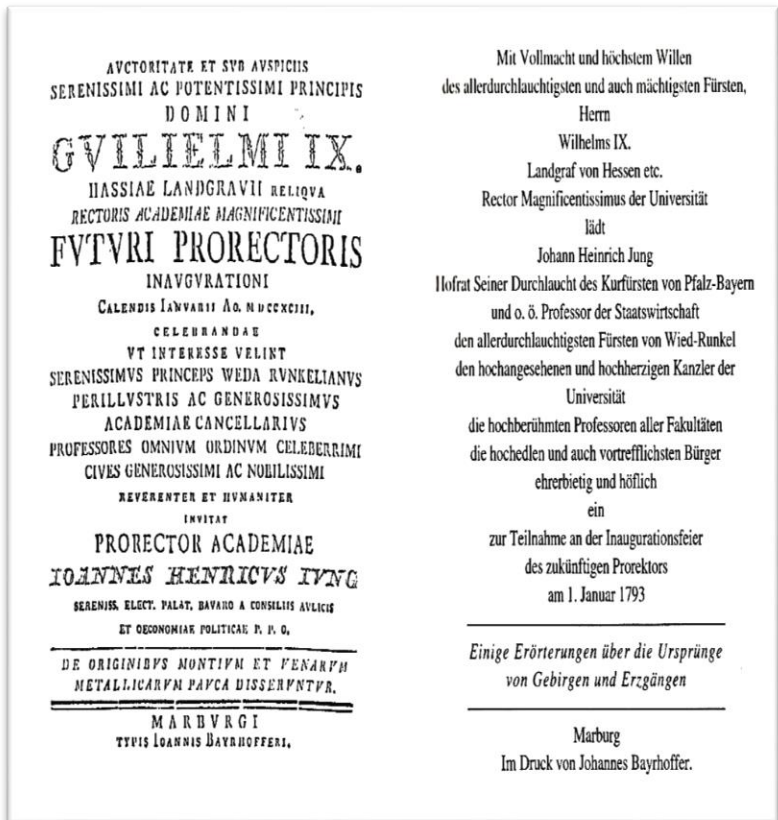 AVCTORITATE ET SVB AVSPICIIS
SERENISSIMI AC POTENTISSIMI PRINCIPIS
DOMINI
GVILIELMI IX.
HASSIAE LANDGRAVII RELIQVA
RECTORIS ACADEMIAE MAGNIFICENTISSIMI
FVTVRI PRORECTORIS
INAVGVRATIONI
CALENDIS IANVARII AO. MDCCXCIII,
CELEBRANDAE
VT INTERESSE VELINT
SERENISSIMVS PRINCEPS WEDA RVNKELIANVS
PERILLVSTRIS AC GENEROSISSIMVS
ACADEMIAE CANCELLARIVS
PROFESSORES OMNIVM ORDINVM CELEBERRIMI
CIVES GENEROSISSIMI AC NOBILISSIMI
REVERENTER ET HVMANITER
INVITAT
PRORECTOR ACADEMIAE
IOANNES HENRICVS IVNG
SERENISS. ELECT. PALAT. BAVARO A CONSILIIS AVLICIS
ET OECONOMIAE POLITICAE P. P. O.
DE ORIGINIBVS MONTIVM ET VENARVM
METALLICARVM PAVCA DISSERVNTVR.
MARBVRGI
TYPIS IOANNIS BAYRHOFFERI.
Mit Vollmacht und höchstem Willen
des allerdurchlauchtigsten und auch mächtigsten Fürsten,
Herrn
Wilhelms IX.
Landgraf von Hessen etc.
Rector Magnificentissimus der Universität
lädt
Johann Heinrich Jung
Hofrat Seiner Durchlaucht des Kurfürsten von Pfalz-Bayern
und o. ö. Professor der Staatswirtschaft
den allerdurchlauchtigsten Fürsten von Wied-Runkel
den hochangesehenen und hochherzigen Kanzler der
Universität
die hochberühmten Professoren aller Fakultäten
die hochedlen und auch vortrefflichsten Bürger
ehrerbietig und höflich
ein
zur Teilnahme an der Inaugurationsfeier
des zukünftigen Prorektors
am 1. Januar 1793
Einige Erörterungen über die Ursprünge
von Gebirgen und Erzgängen
Marburg
Im Druck von Johannes Bayrhoffer.